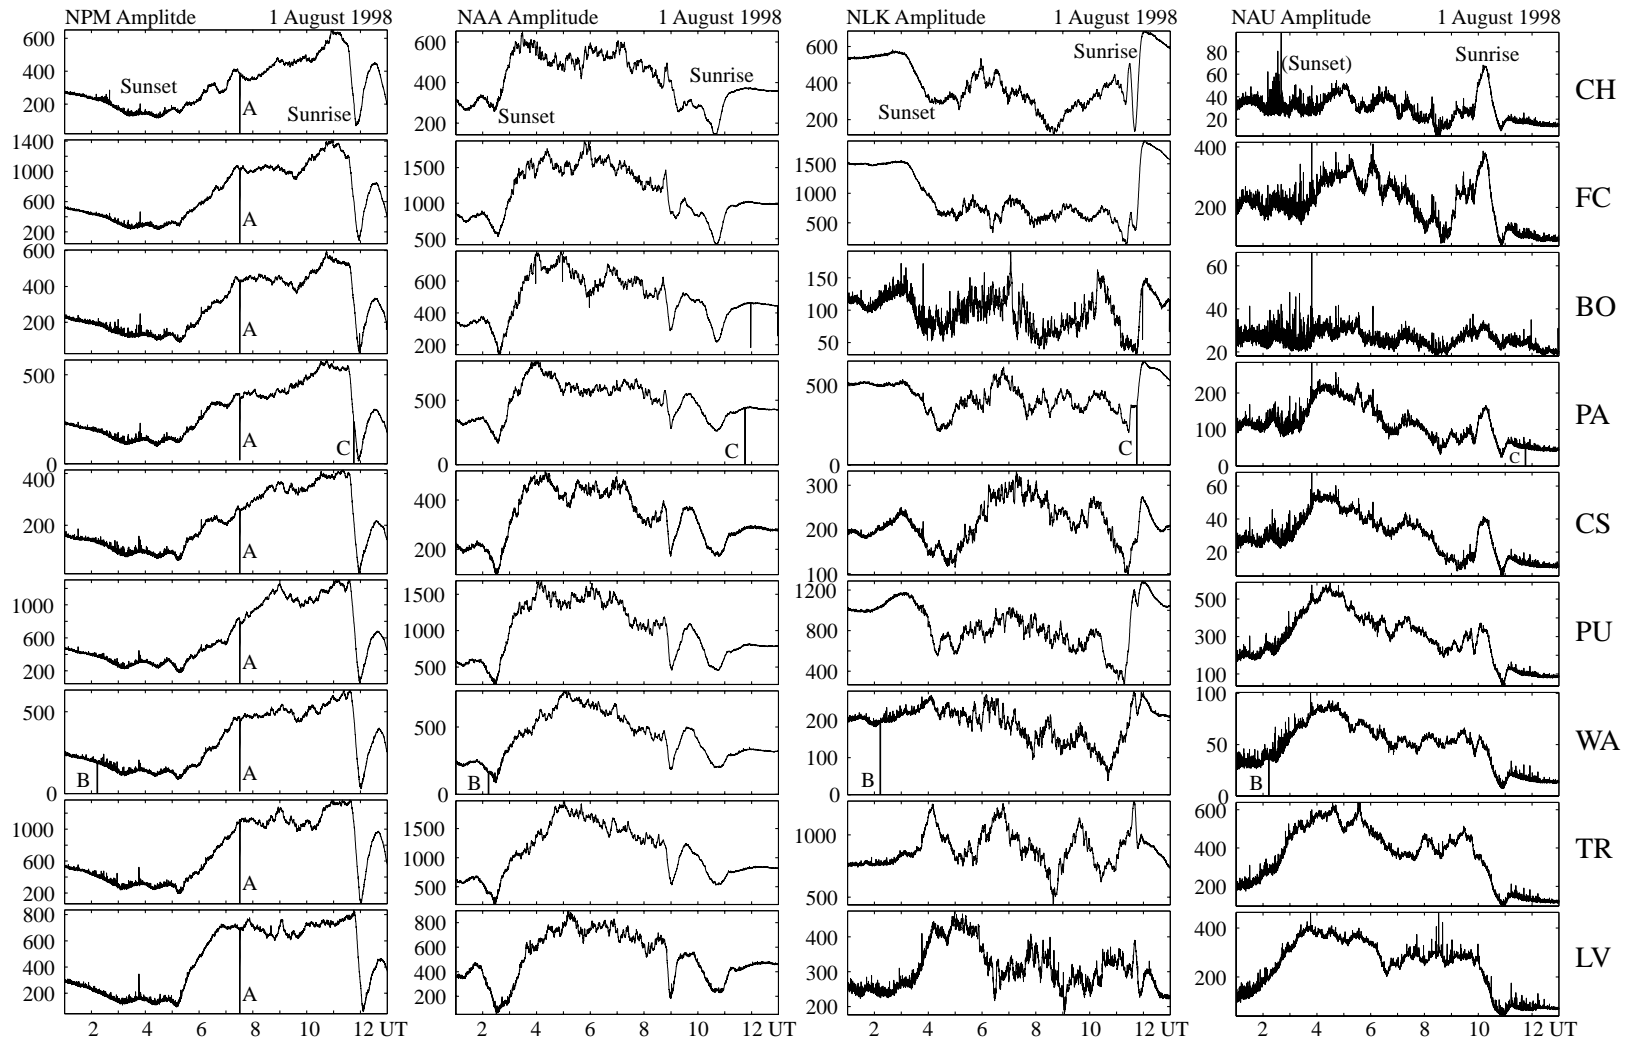 NPM Amplitde 1 August 1998 NAA Amplitude 1 August 1998 NLK Amplitude 1 August 1998 NAU Amplitude 1 August 1998
600 600 600 80
Sunrise (Sunset) Sunrise
400 Sunset 400 Sunrise 400 60 CH
200 A Sunrise 200 Sunset 200 Sunset 40
20
1400 1500 1500 400
1000 1000 1000 FC
600 A 500 500 200
200
600 600 150 60
400 400 100 40 BO
200 A 200 50 20
500 500 500 200
A C C C 100 PA
0 0 0 0 C
400 400 300 60
200 200 200 40 CS
A 100 20
1000 1500 1200 500
600 1000 800 300 PU
200 A 500 400 100
500 500 200 100
100 50 WA
B A B B B
0 0 0 0
1000 1500 1000 600
600 1000 400 TR
200 A 500 500 200
800 800 400 400
600 600 300 LV
400 400 200
200 A 200 200
2 4 6 8 10 12 UT 2 4 6 8 10 12 UT 2 4 6 8 10 12 UT 2 4 6 8 10 12 UT